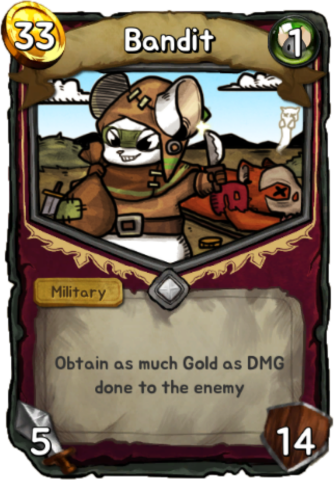 33
Bandit
1
Military
Obtain as much Gold as DMG
done to the enemy
5
14